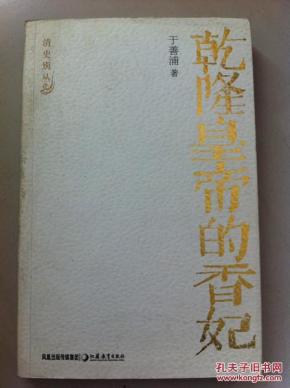 乾隆皇帝的香妃
于善浦 著
清史镜丛
凤凰出版传媒集团
江苏教育出版社
孔夫子旧书网